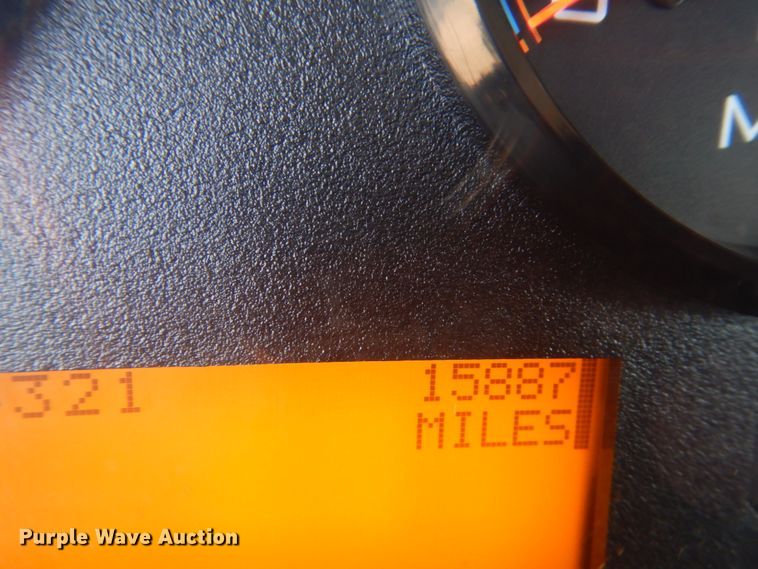 321 15887
MILES
Purple Wave Auction
M